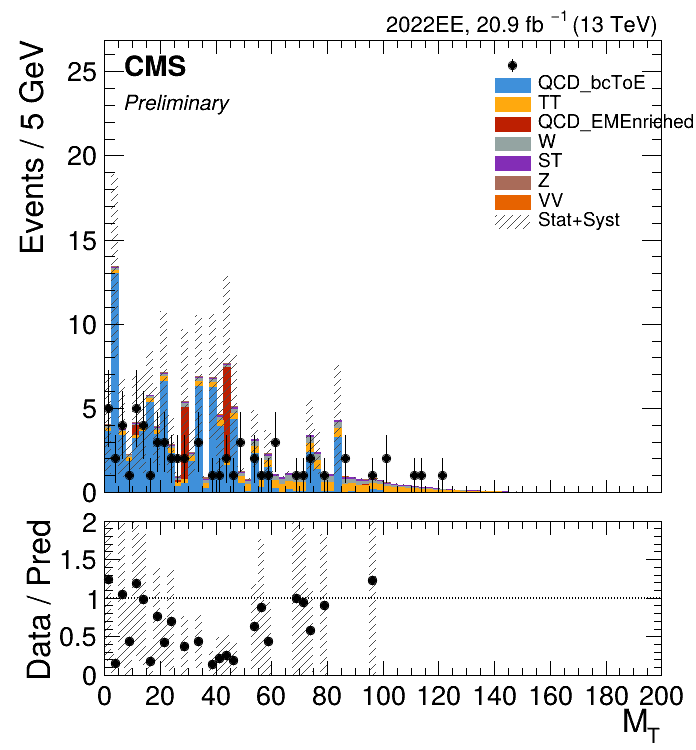 2022EE, 20.9 fb⁻¹ (13 TeV)
CMS
Preliminary
Events / 5 GeV
25
20
15
10
5
0
QCD_bcToE
TT
QCD_EMEnriehed
W
ST
Z
VV
Stat+Syst
Data / Pred
2
1.5
1
0.5
0
0 20 40 60 80 100 120 140 160 180 200
M_T